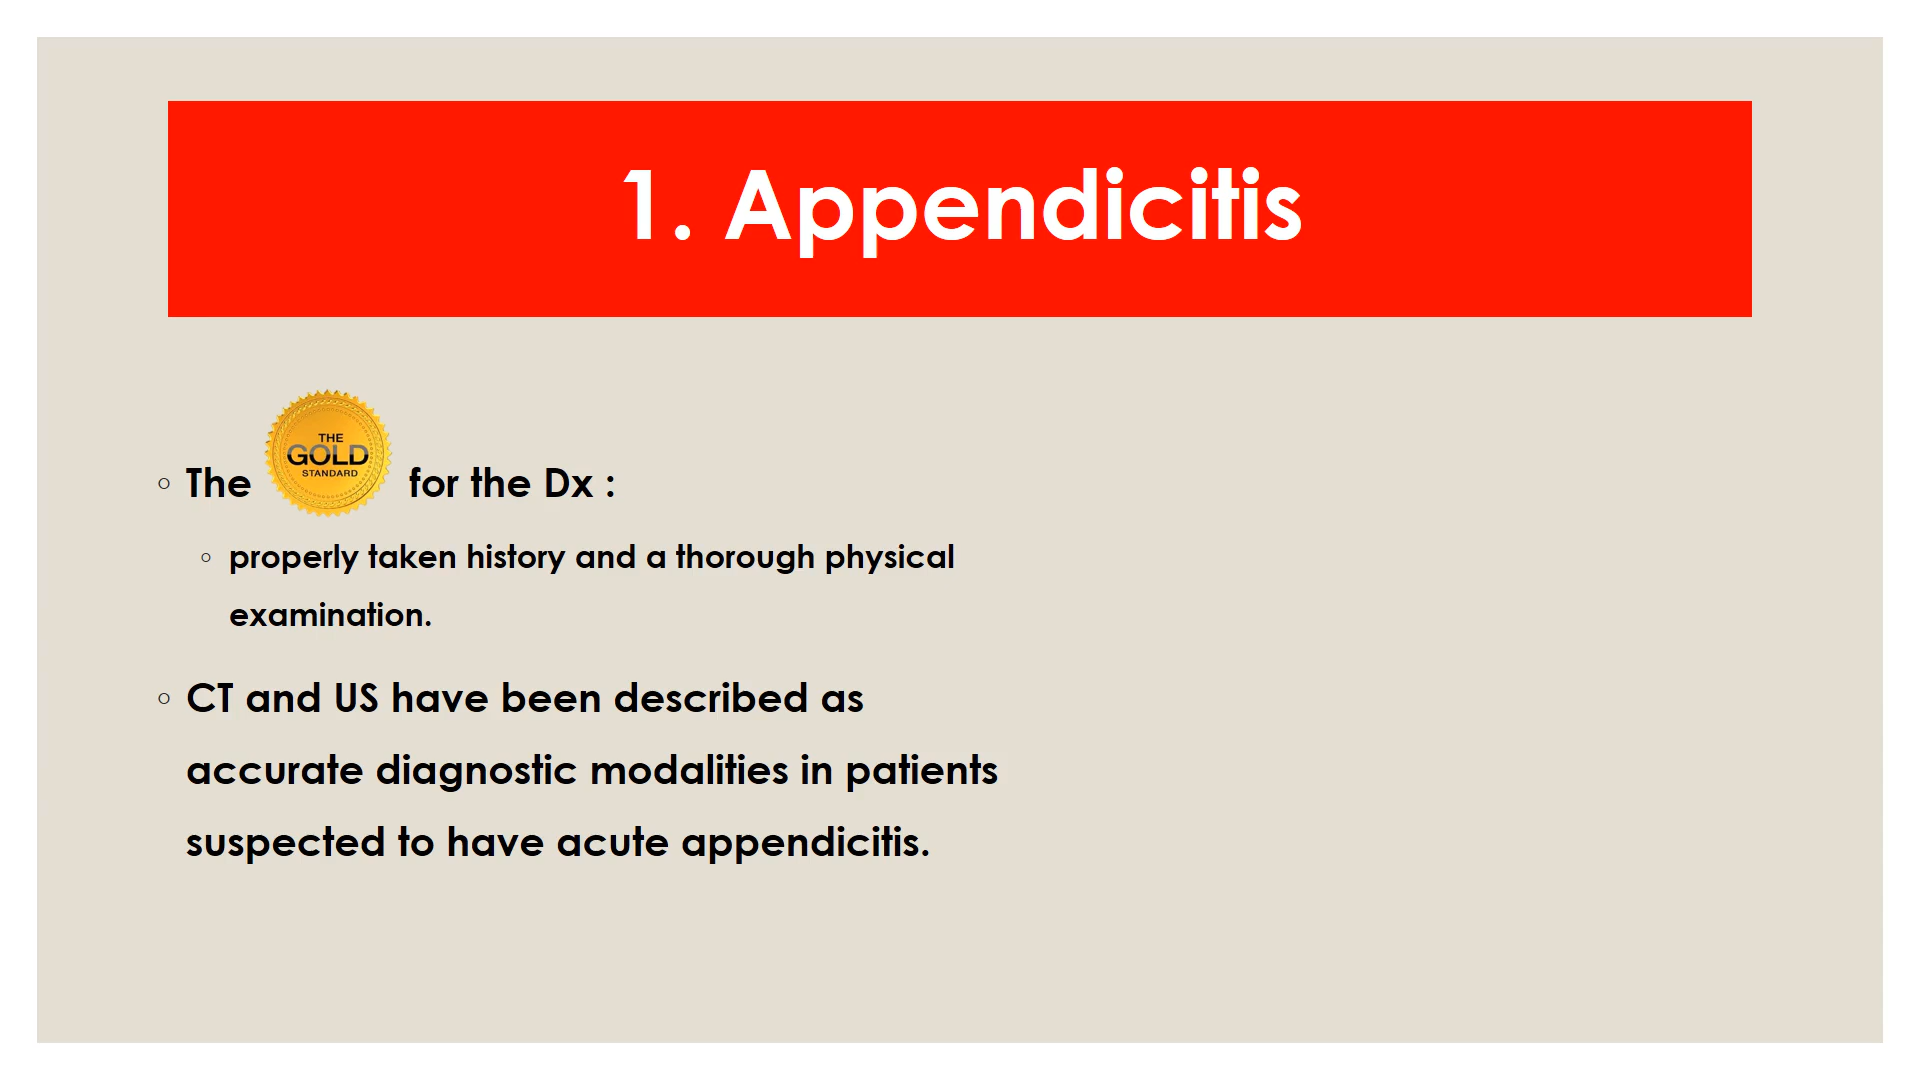 1. Appendicitis
◦ The THE GOLD STANDARD for the Dx :
◦ properly taken history and a thorough physical
examination.
◦ CT and US have been described as
accurate diagnostic modalities in patients
suspected to have acute appendicitis.